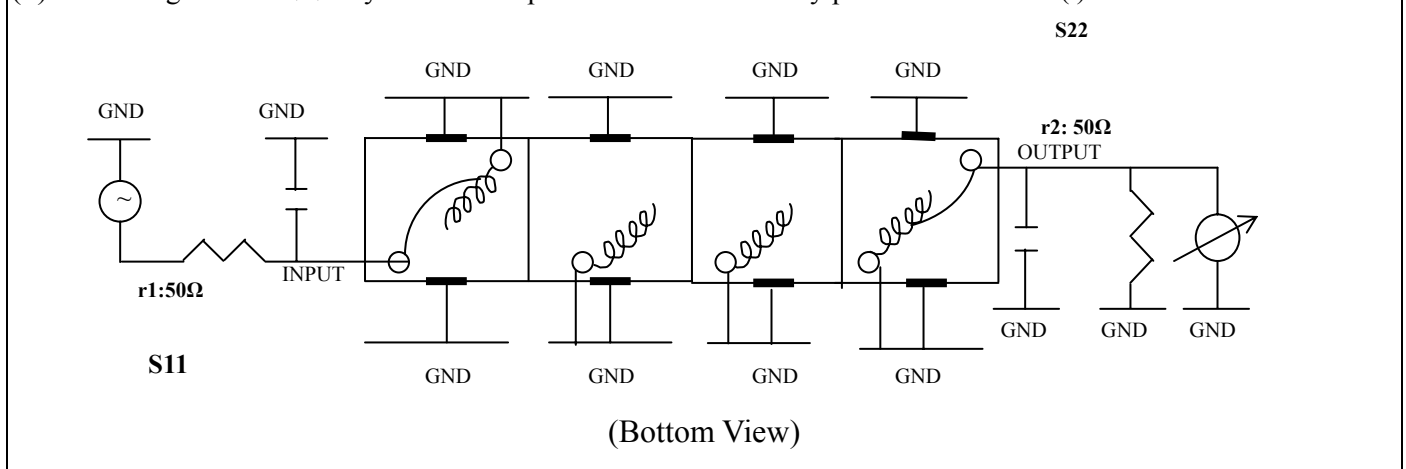 S22
GND GND GND GND
GND GND
r2: 50Ω
OUTPUT
~
INPUT
r1:50Ω
GND GND GND
S11
GND GND GND GND
(Bottom View)